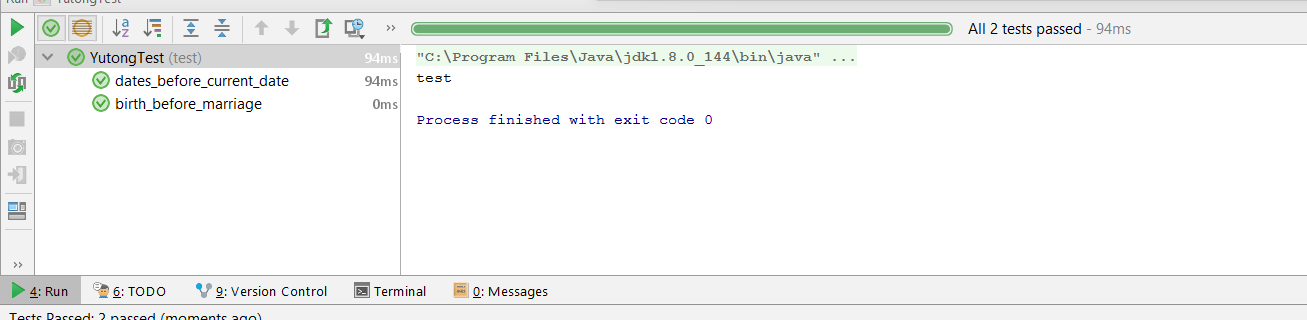 Run YutongTest
>> All 2 tests passed - 94ms
YutongTest (test) 94ms
dates_before_current_date 94ms
birth_before_marriage 0ms
"C:\Program Files\Java\jdk1.8.0_144\bin\java" ...
test
Process finished with exit code 0
>>
4: Run 6: TODO 9: Version Control Terminal 0: Messages
Tests Passed: 2 passed (moments ago)